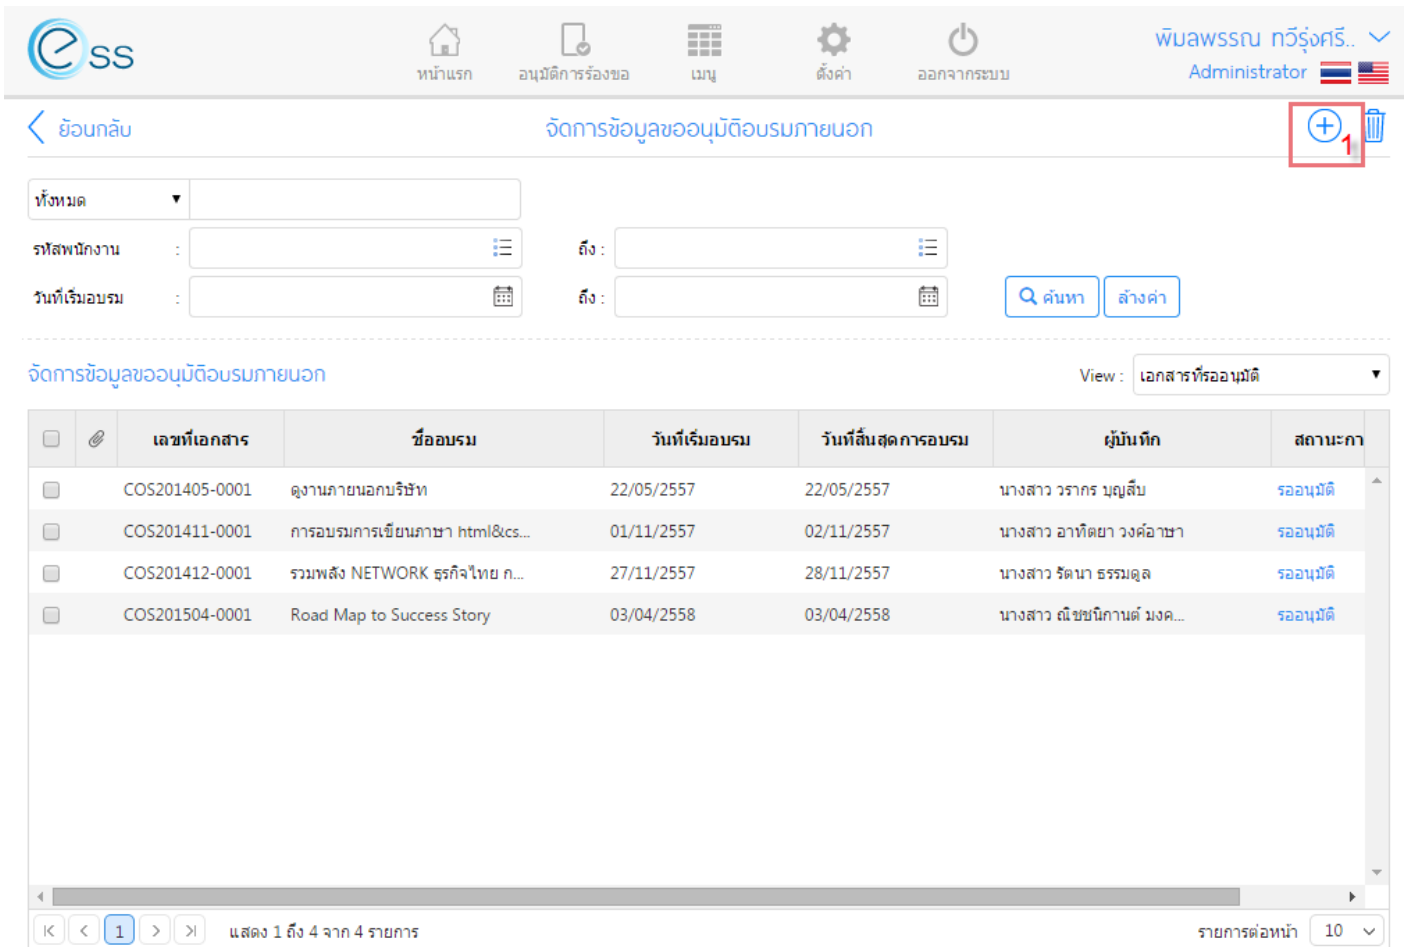 ess
หน้าแรก อนุมัติการร้องขอ เมนู ตั้งค่า ออกจากระบบ
พิมลพรรณ ทวีรุ่งศรี..
Administrator
ย้อนกลับ จัดการข้อมูลขออนุมัติอบรมภายนอก 1
ทั้งหมด
รหัสพนักงาน : ถึง :
วันที่เริ่มอบรม : ถึง : ค้นหา ล้างค่า
จัดการข้อมูลขออนุมัติอบรมภายนอก View : เอกสารที่รออนุมัติ
เลขที่เอกสาร ชื่ออบรม วันที่เริ่มอบรม วันที่สิ้นสุดการอบรม ผู้บันทึก สถานะกา
COS201405-0001 ดูงานภายนอกบริษัท 22/05/2557 22/05/2557 นางสาว วรากร บุญสืบ รออนุมัติ
COS201411-0001 การอบรมการเขียนภาษา html&cs... 01/11/2557 02/11/2557 นางสาว อาทิตยา วงค์อาษา รออนุมัติ
COS201412-0001 รวมพลัง NETWORK ธุรกิจไทย ก... 27/11/2557 28/11/2557 นางสาว รัตนา ธรรมดูล รออนุมัติ
COS201504-0001 Road Map to Success Story 03/04/2558 03/04/2558 นางสาว ณิชชนิกานต์ มงค... รออนุมัติ
1 แสดง 1 ถึง 4 จาก 4 รายการ รายการต่อหน้า 10